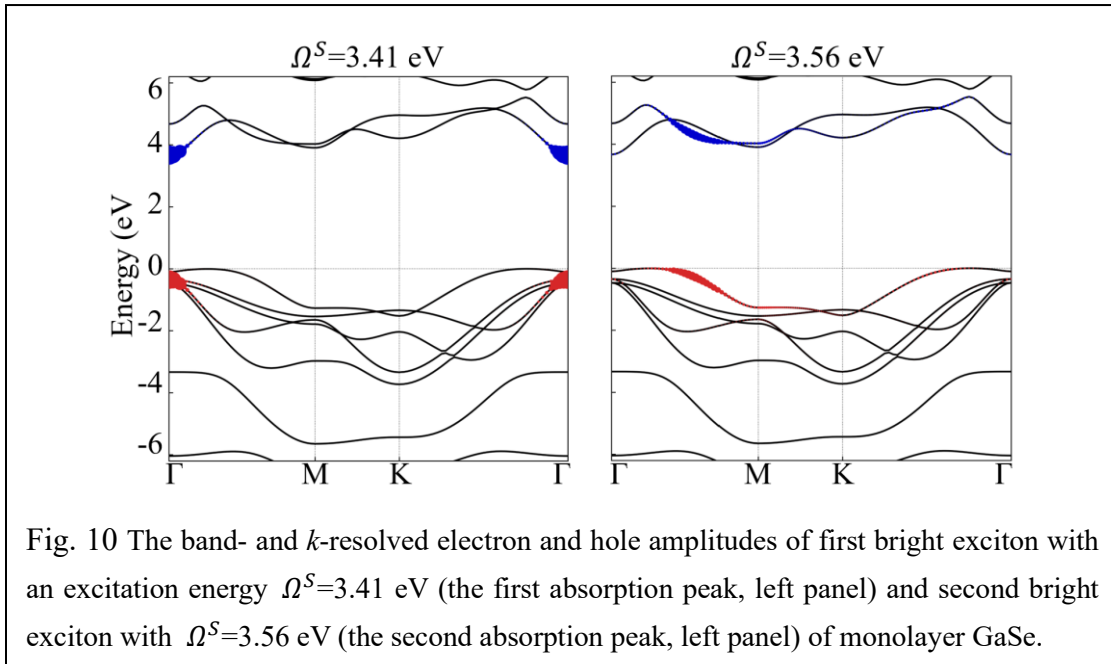 Ω^S=3.41 eV Ω^S=3.56 eV
6
4
2
0
-2
-4
-6
Energy (eV
Γ M K Γ Γ M K Γ
Fig. 10 The band- and k-resolved electron and hole amplitudes of first bright exciton with
an excitation energy Ω^S=3.41 eV (the first absorption peak, left panel) and second bright
exciton with Ω^S=3.56 eV (the second absorption peak, left panel) of monolayer GaSe.